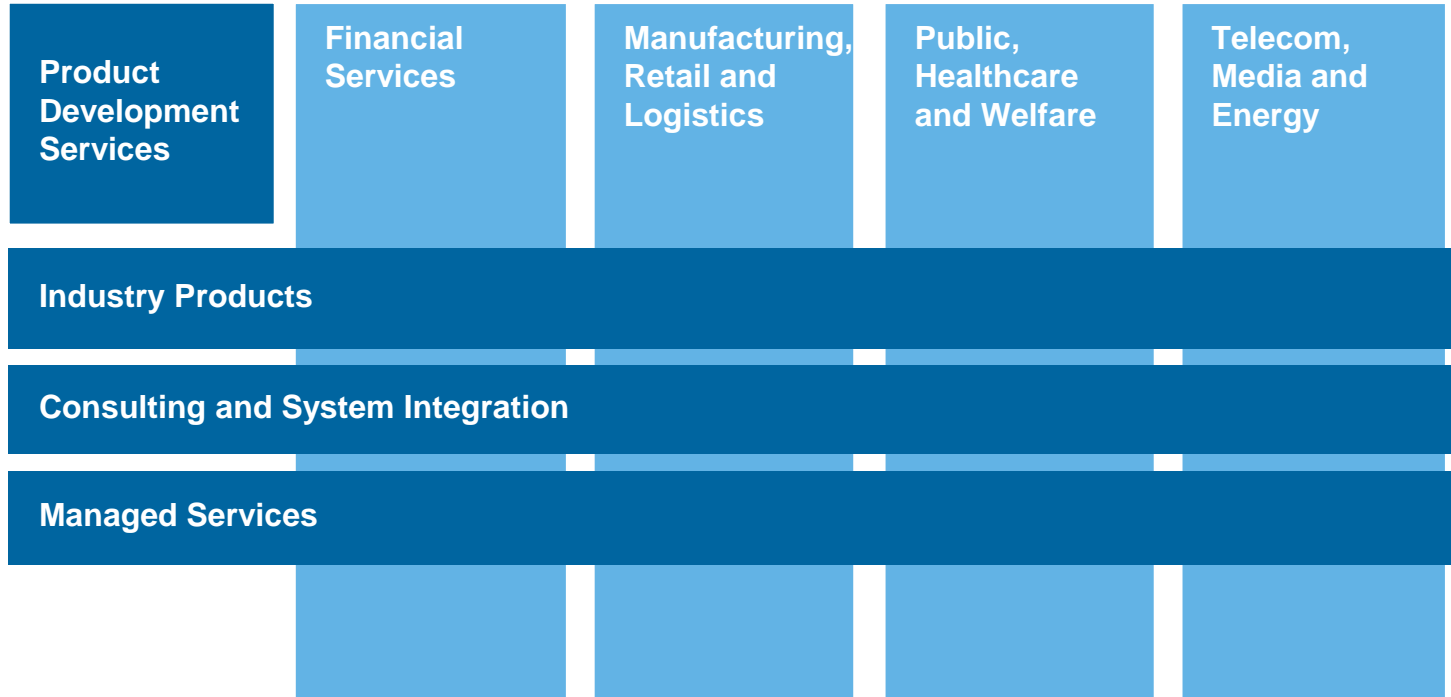 Product
Development
Services
Financial
Services
Manufacturing,
Retail and
Logistics
Public,
Healthcare
and Welfare
Telecom,
Media and
Energy
Industry Products
Consulting and System Integration
Managed Services